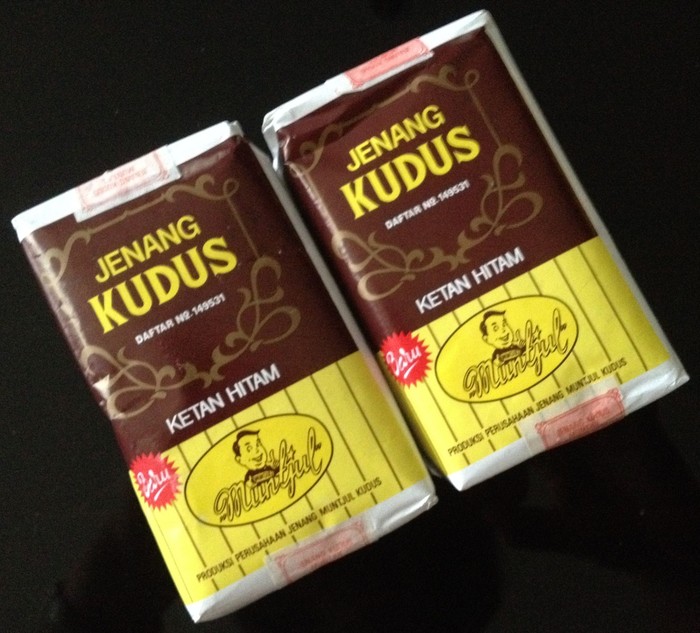 JENANG
KUDUS
DAFTAR No. 149531
KETAN HITAM
Baru
Muntjul
PRODUKSI PERUSAHAAN JENANG MUNTJUL KUDUS
JENANG
KUDUS
DAFTAR No. 149531
KETAN HITAM
Baru
Muntjul
PRODUKSI PERUSAHAAN JENANG MUNTJUL KUDUS